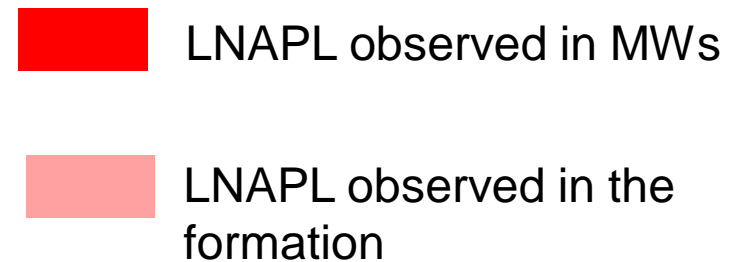 LNAPL observed in MWs
LNAPL observed in the
formation